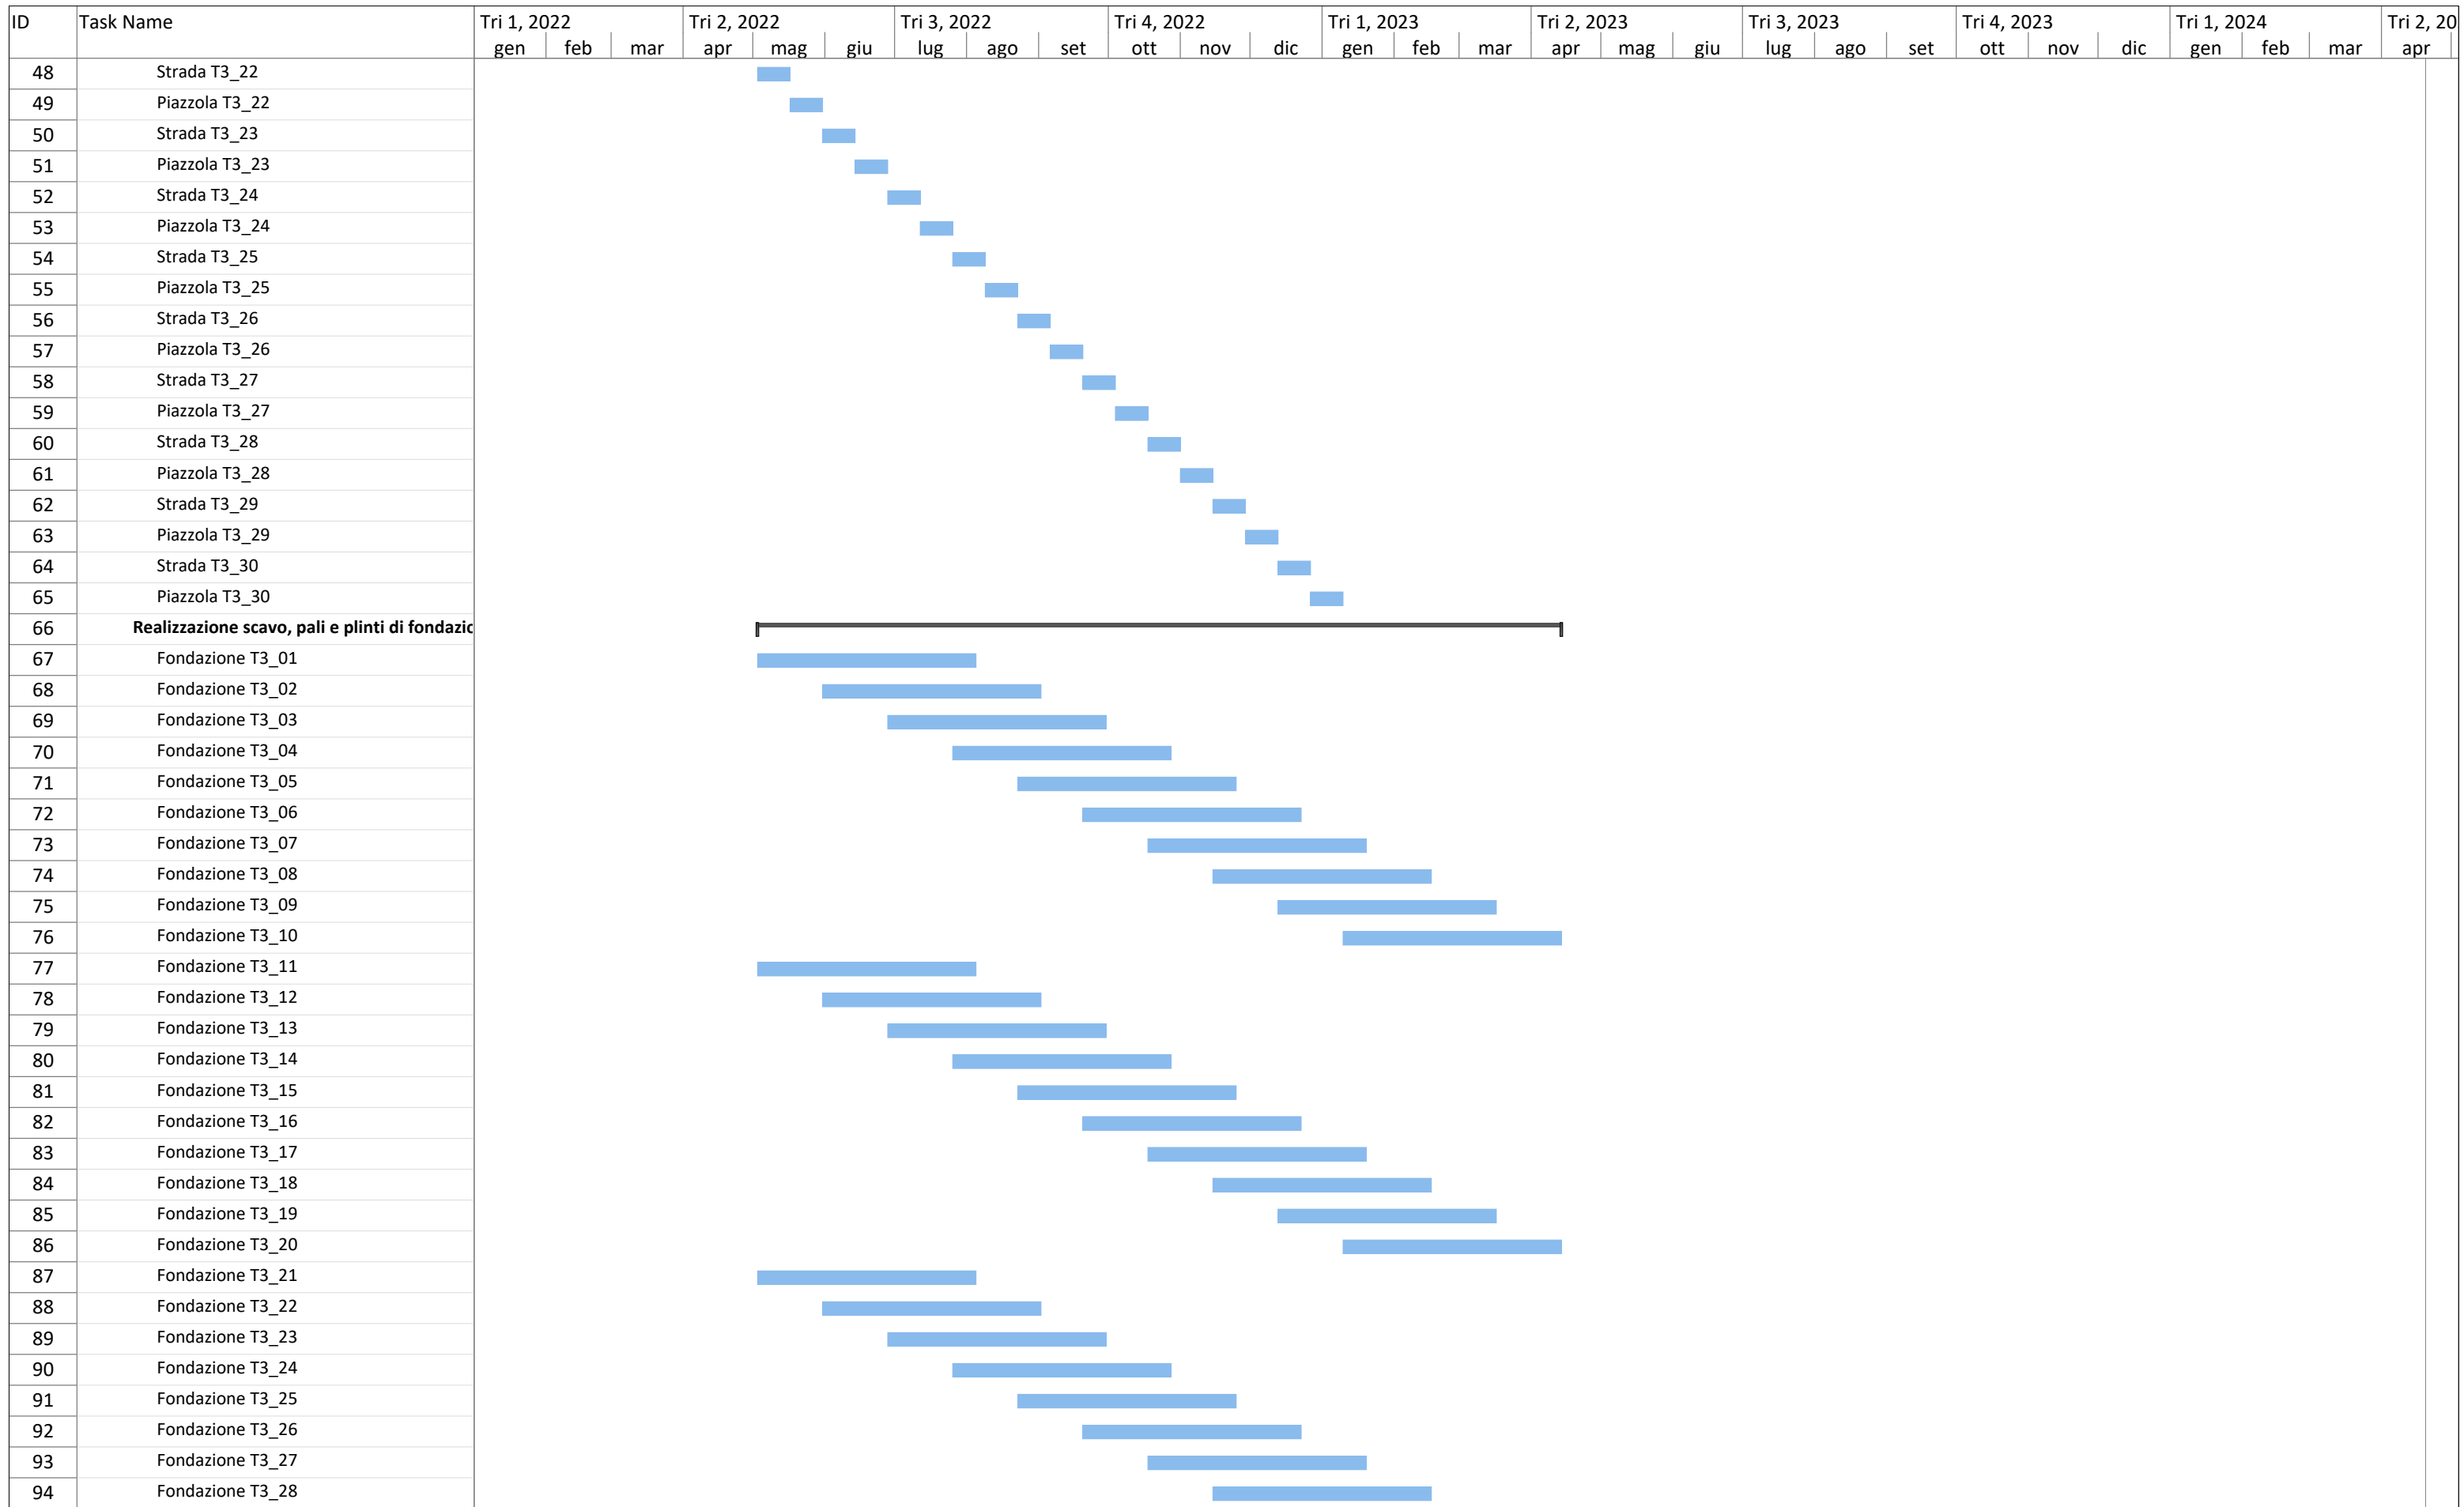 ID Task Name Tri 1, 2022 Tri 2, 2022 Tri 3, 2022 Tri 4, 2022 Tri 1, 2023 Tri 2, 2023 Tri 3, 2023 Tri 4, 2023 Tri 1, 2024 Tri 2, 20
gen feb mar apr mag giu lug ago set ott nov dic gen feb mar apr mag giu lug ago set ott nov dic gen feb mar apr
48 Strada T3_22
49 Piazzola T3_22
50 Strada T3_23
51 Piazzola T3_23
52 Strada T3_24
53 Piazzola T3_24
54 Strada T3_25
55 Piazzola T3_25
56 Strada T3_26
57 Piazzola T3_26
58 Strada T3_27
59 Piazzola T3_27
60 Strada T3_28
61 Piazzola T3_28
62 Strada T3_29
63 Piazzola T3_29
64 Strada T3_30
65 Piazzola T3_30
66 Realizzazione scavo, pali e plinti di fondazic
67 Fondazione T3_01
68 Fondazione T3_02
69 Fondazione T3_03
70 Fondazione T3_04
71 Fondazione T3_05
72 Fondazione T3_06
73 Fondazione T3_07
74 Fondazione T3_08
75 Fondazione T3_09
76 Fondazione T3_10
77 Fondazione T3_11
78 Fondazione T3_12
79 Fondazione T3_13
80 Fondazione T3_14
81 Fondazione T3_15
82 Fondazione T3_16
83 Fondazione T3_17
84 Fondazione T3_18
85 Fondazione T3_19
86 Fondazione T3_20
87 Fondazione T3_21
88 Fondazione T3_22
89 Fondazione T3_23
90 Fondazione T3_24
91 Fondazione T3_25
92 Fondazione T3_26
93 Fondazione T3_27
94 Fondazione T3_28